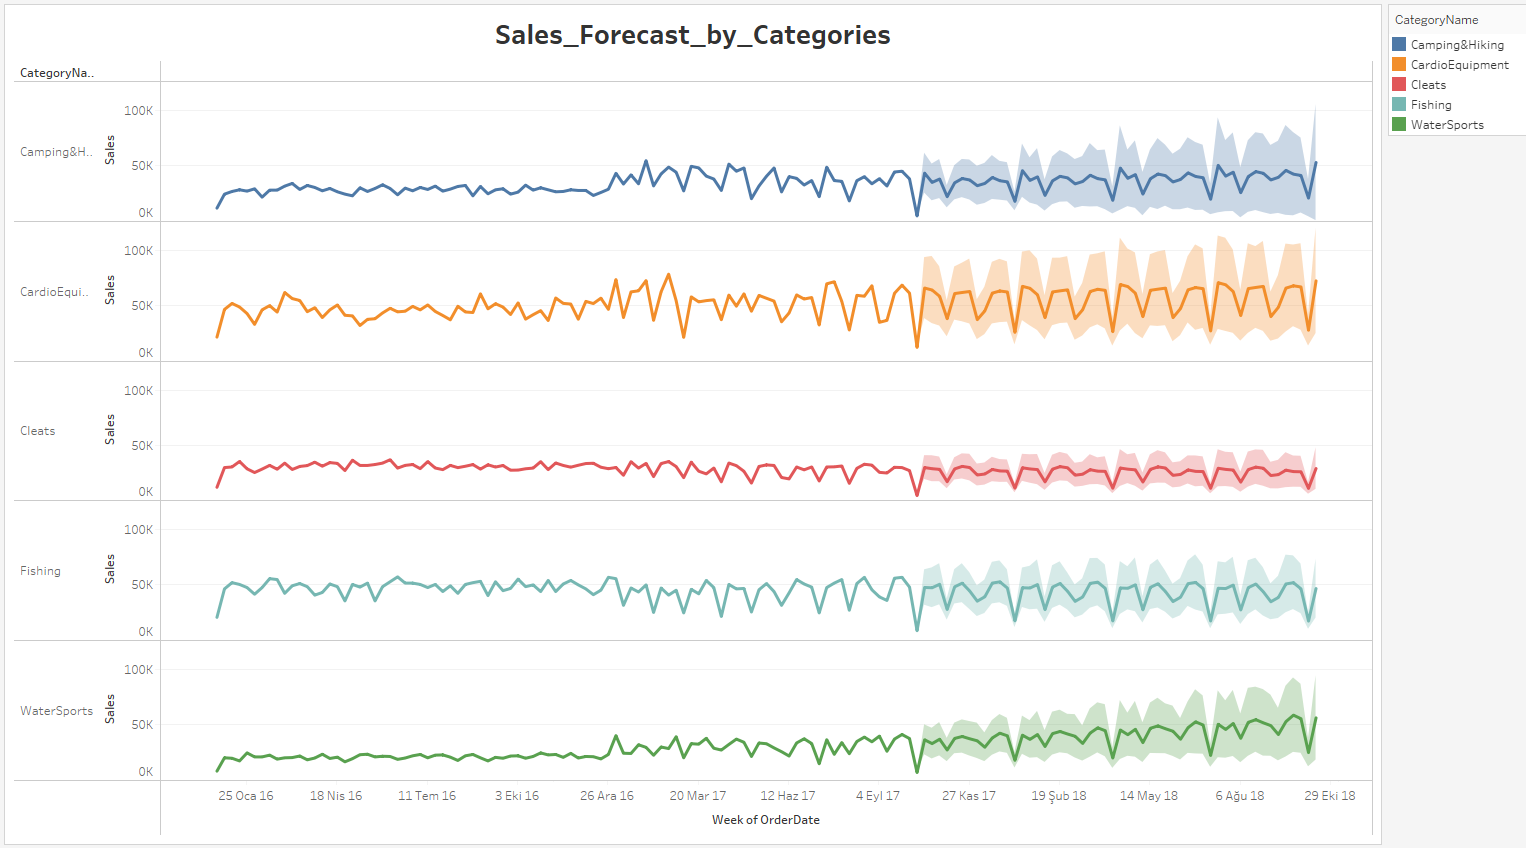 Sales_Forecast_by_Categories
CategoryNa..
Camping&H..
Sales
100K
50K
0K
CardioEqui..
Sales
100K
50K
0K
Cleats
Sales
100K
50K
0K
Fishing
Sales
100K
50K
0K
WaterSports
Sales
100K
50K
0K
25 Oca 16 18 Nis 16 11 Tem 16 3 Eki 16 26 Ara 16 20 Mar 17 12 Haz 17 4 Eyl 17 27 Kas 17 19 Şub 18 14 May 18 6 Ağu 18 29 Eki 18
Week of OrderDate
CategoryName
Camping&Hiking
CardioEquipment
Cleats
Fishing
WaterSports